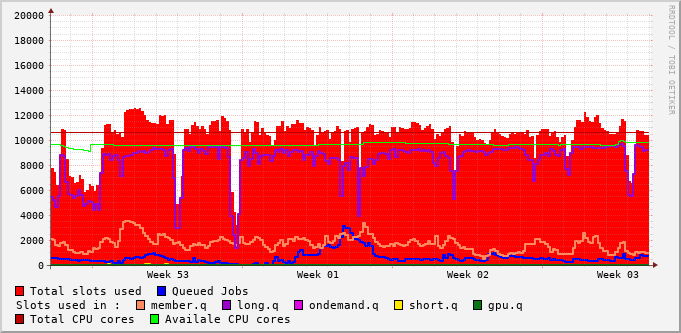 20000
18000
16000
14000
12000
10000
8000
6000
4000
2000
0
Week 53 Week 01 Week 02 Week 03
RRDTOOL / TOBI OETIKER
Total slots used Queued Jobs
Slots used in : member.q long.q ondemand.q short.q gpu.q
Total CPU cores Availale CPU cores